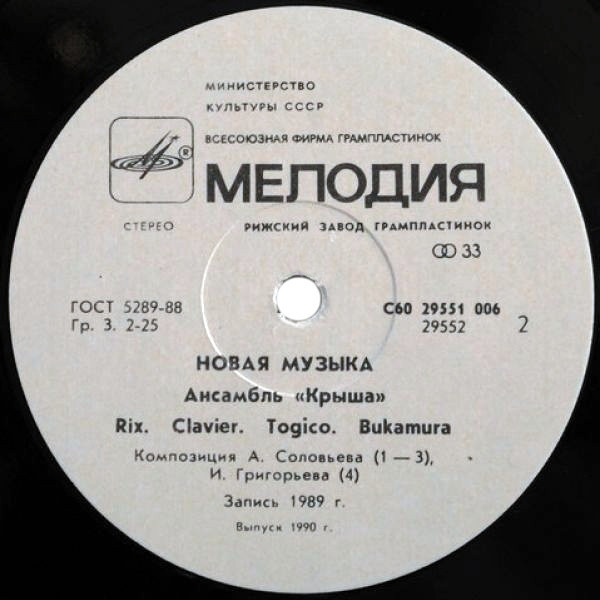 МИНИСТЕРСТВО
КУЛЬТУРЫ СССР
ВСЕСОЮЗНАЯ ФИРМА ГРАМПЛАСТИНОК
®
МЕЛОДИЯ
СТЕРЕО
РИЖСКИЙ ЗАВОД ГРАМПЛАСТИНОК
33
ГОСТ 5289-88
С60 29551 006
Гр. 3. 2-25
29552
2
НОВАЯ МУЗЫКА
Ансамбль «Крыша»
Rix. Clavier. Togico. Bukamura
Композиция А. Соловьева (1 — 3),
И. Григорьева (4)
Запись 1989 г.
Выпуск 1990 г.